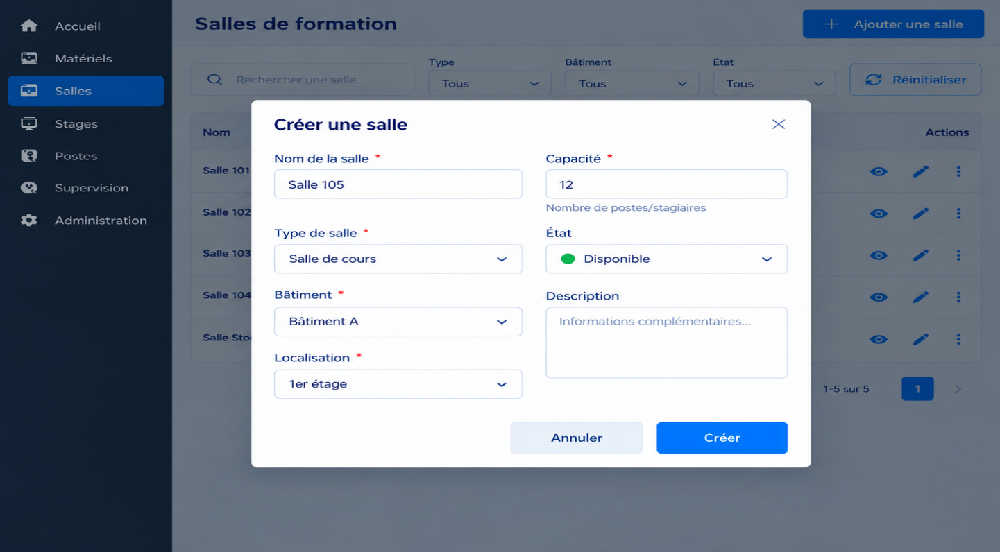 Accueil
Matériels
Salles
Stages
Postes
Supervision
Administration
Salles de formation
Ajouter une salle
Rechercher une salle...
Type
Tous
Bâtiment
Tous
État
Tous
Réinitialiser
Nom
Actions
Salle 101
Salle 102
Salle 103
Salle 104
Salle
1-5 sur 5
1
Créer une salle
Nom de la salle *
Salle 105
Capacité *
12
Nombre de postes/stagiaires
Type de salle *
Salle de cours
État
Disponible
Bâtiment *
Bâtiment A
Description
Informations complémentaires...
Localisation *
1er étage
Annuler
Créer